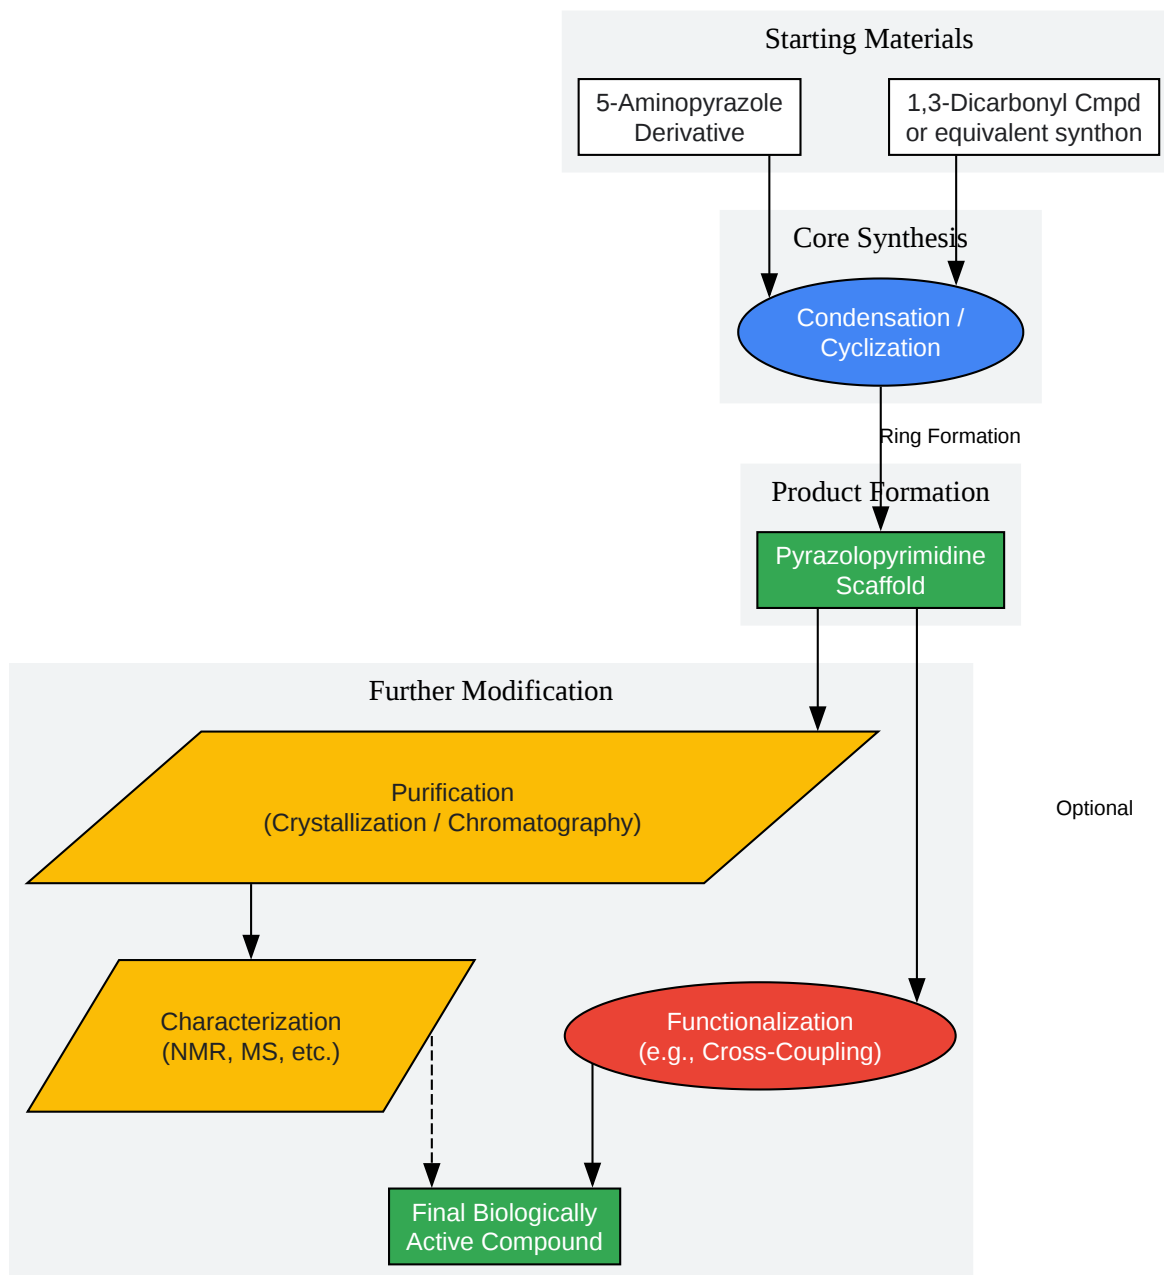 Starting Materials
5-Aminopyrazole
Derivative
1,3-Dicarbonyl Cmpd
or equivalent synthon
Core Synthesis
Condensation /
Cyclization
Ring Formation
Product Formation
Pyrazolopyrimidine
Scaffold
Further Modification
Purification
(Crystallization / Chromatography)
Optional
Characterization
(NMR, MS, etc.)
Functionalization
(e.g., Cross-Coupling)
Final Biologically
Active Compound